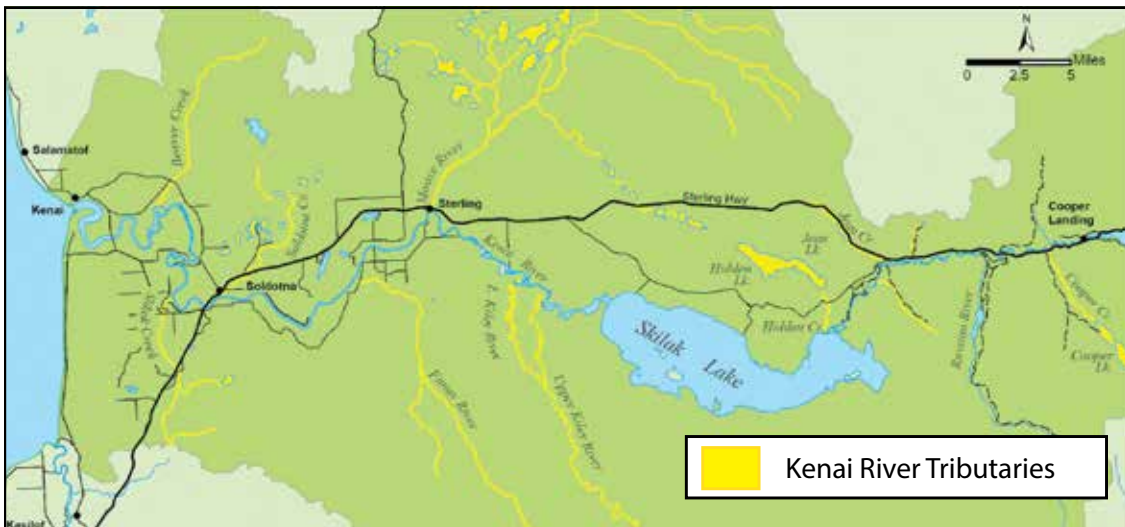 N
0 2.5 5 Miles
Salamatof
Beaver Creek
Kenai
Moose River
Sterling
Sterling Hwy
Soldotna Cr.
Cooper
Landing
Jean Cr.
Jean
Lk
Kenai River
Hidden
Lk
Soldotna
Slikok Creek
Hidden Cr.
Russian River
Cooper Cr.
Cooper
Lk
Skilak
Lake
Funny River
Upper Killey River
Kenai River Tributaries
Kasilof